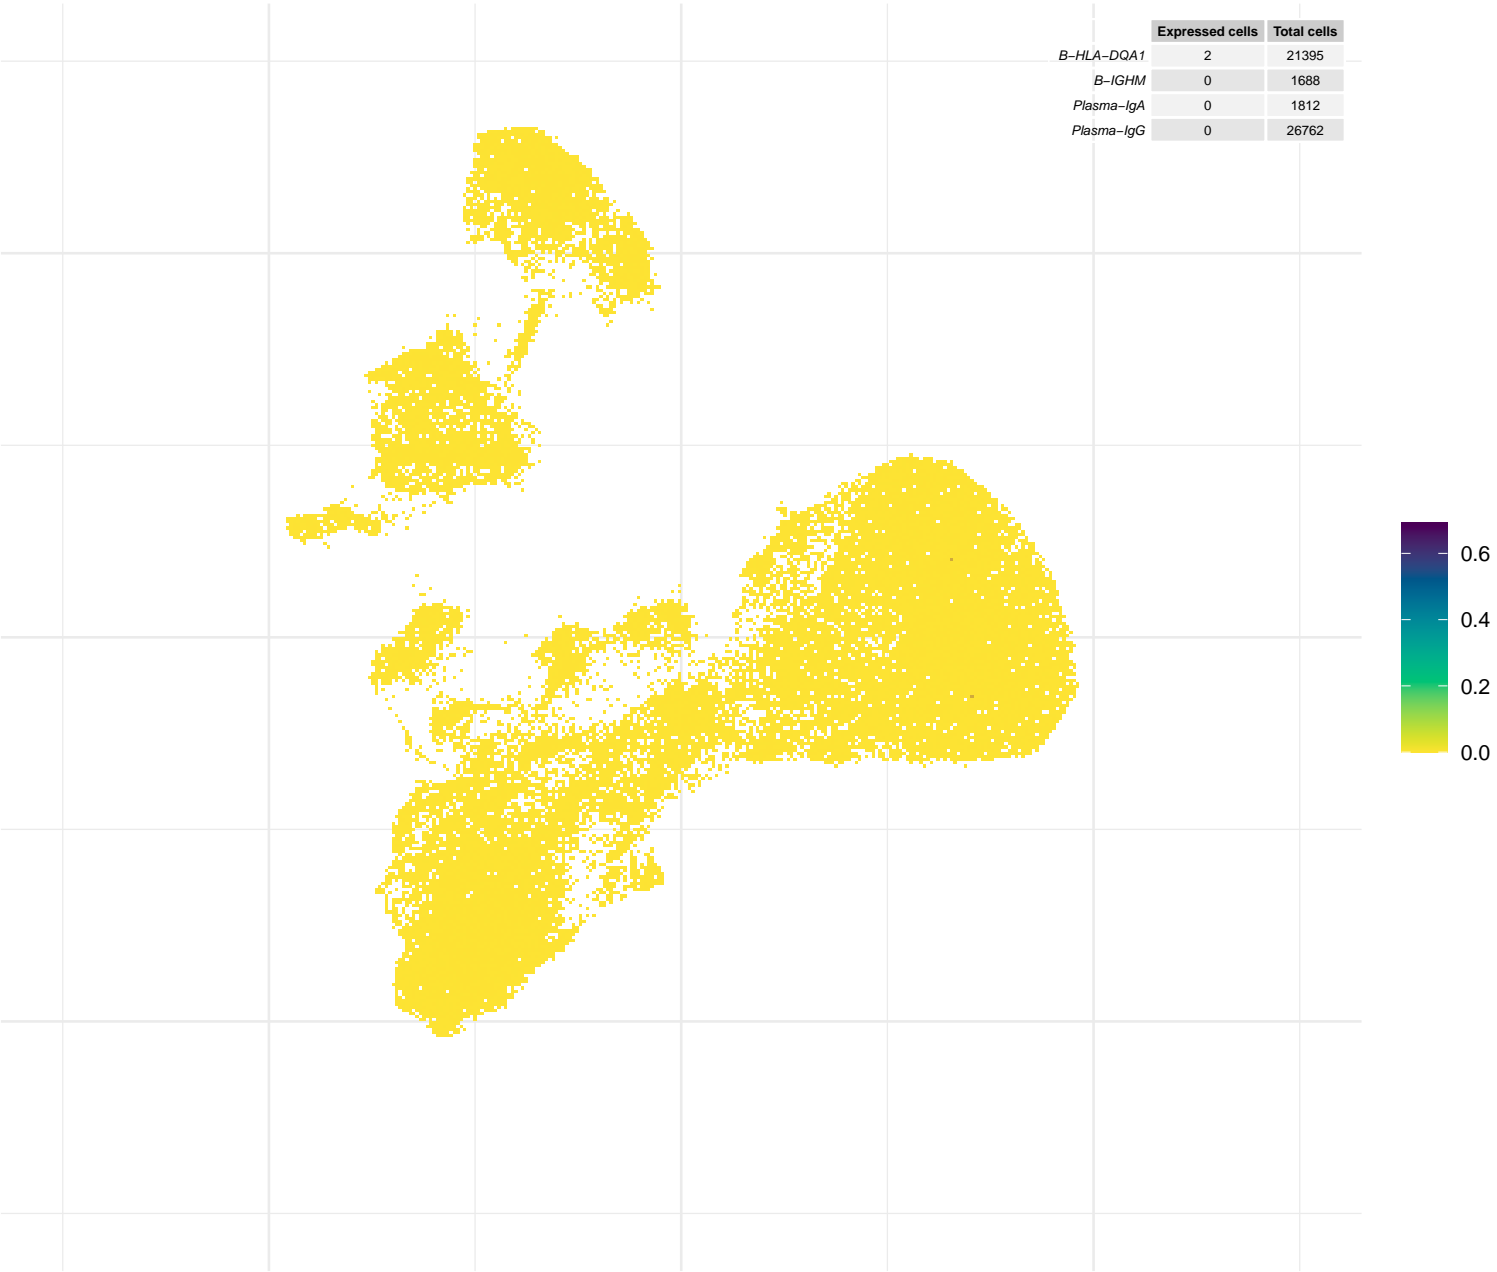 Expressed cells Total cells
B−HLA−DQA1 2 21395
B−IGHM 0 1688
Plasma−IgA 0 1812
Plasma−IgG 0 26762
0.6
0.4
0.2
0.0